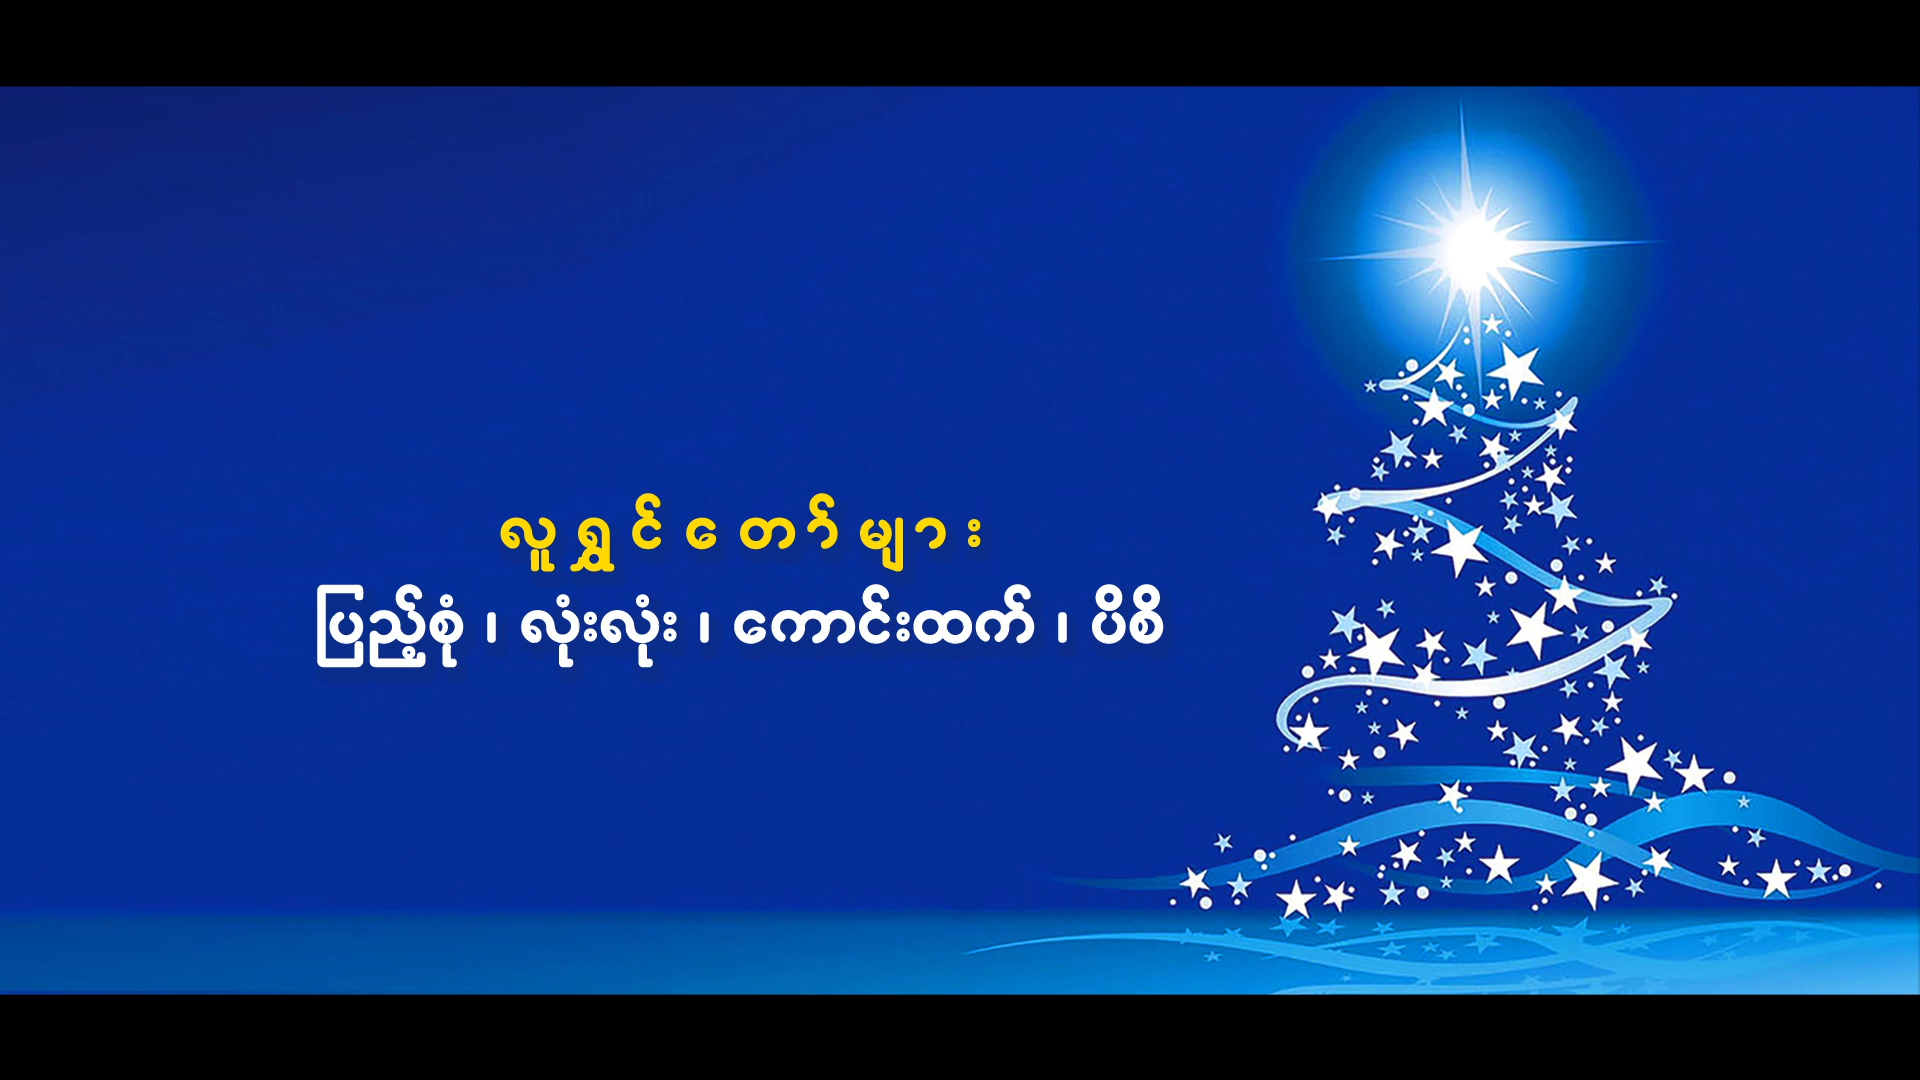 လူရွှင်တော်များ
ပြည့်စုံ ၊ လုံးလုံး ၊ ကောင်းထက် ၊ ပိစိ